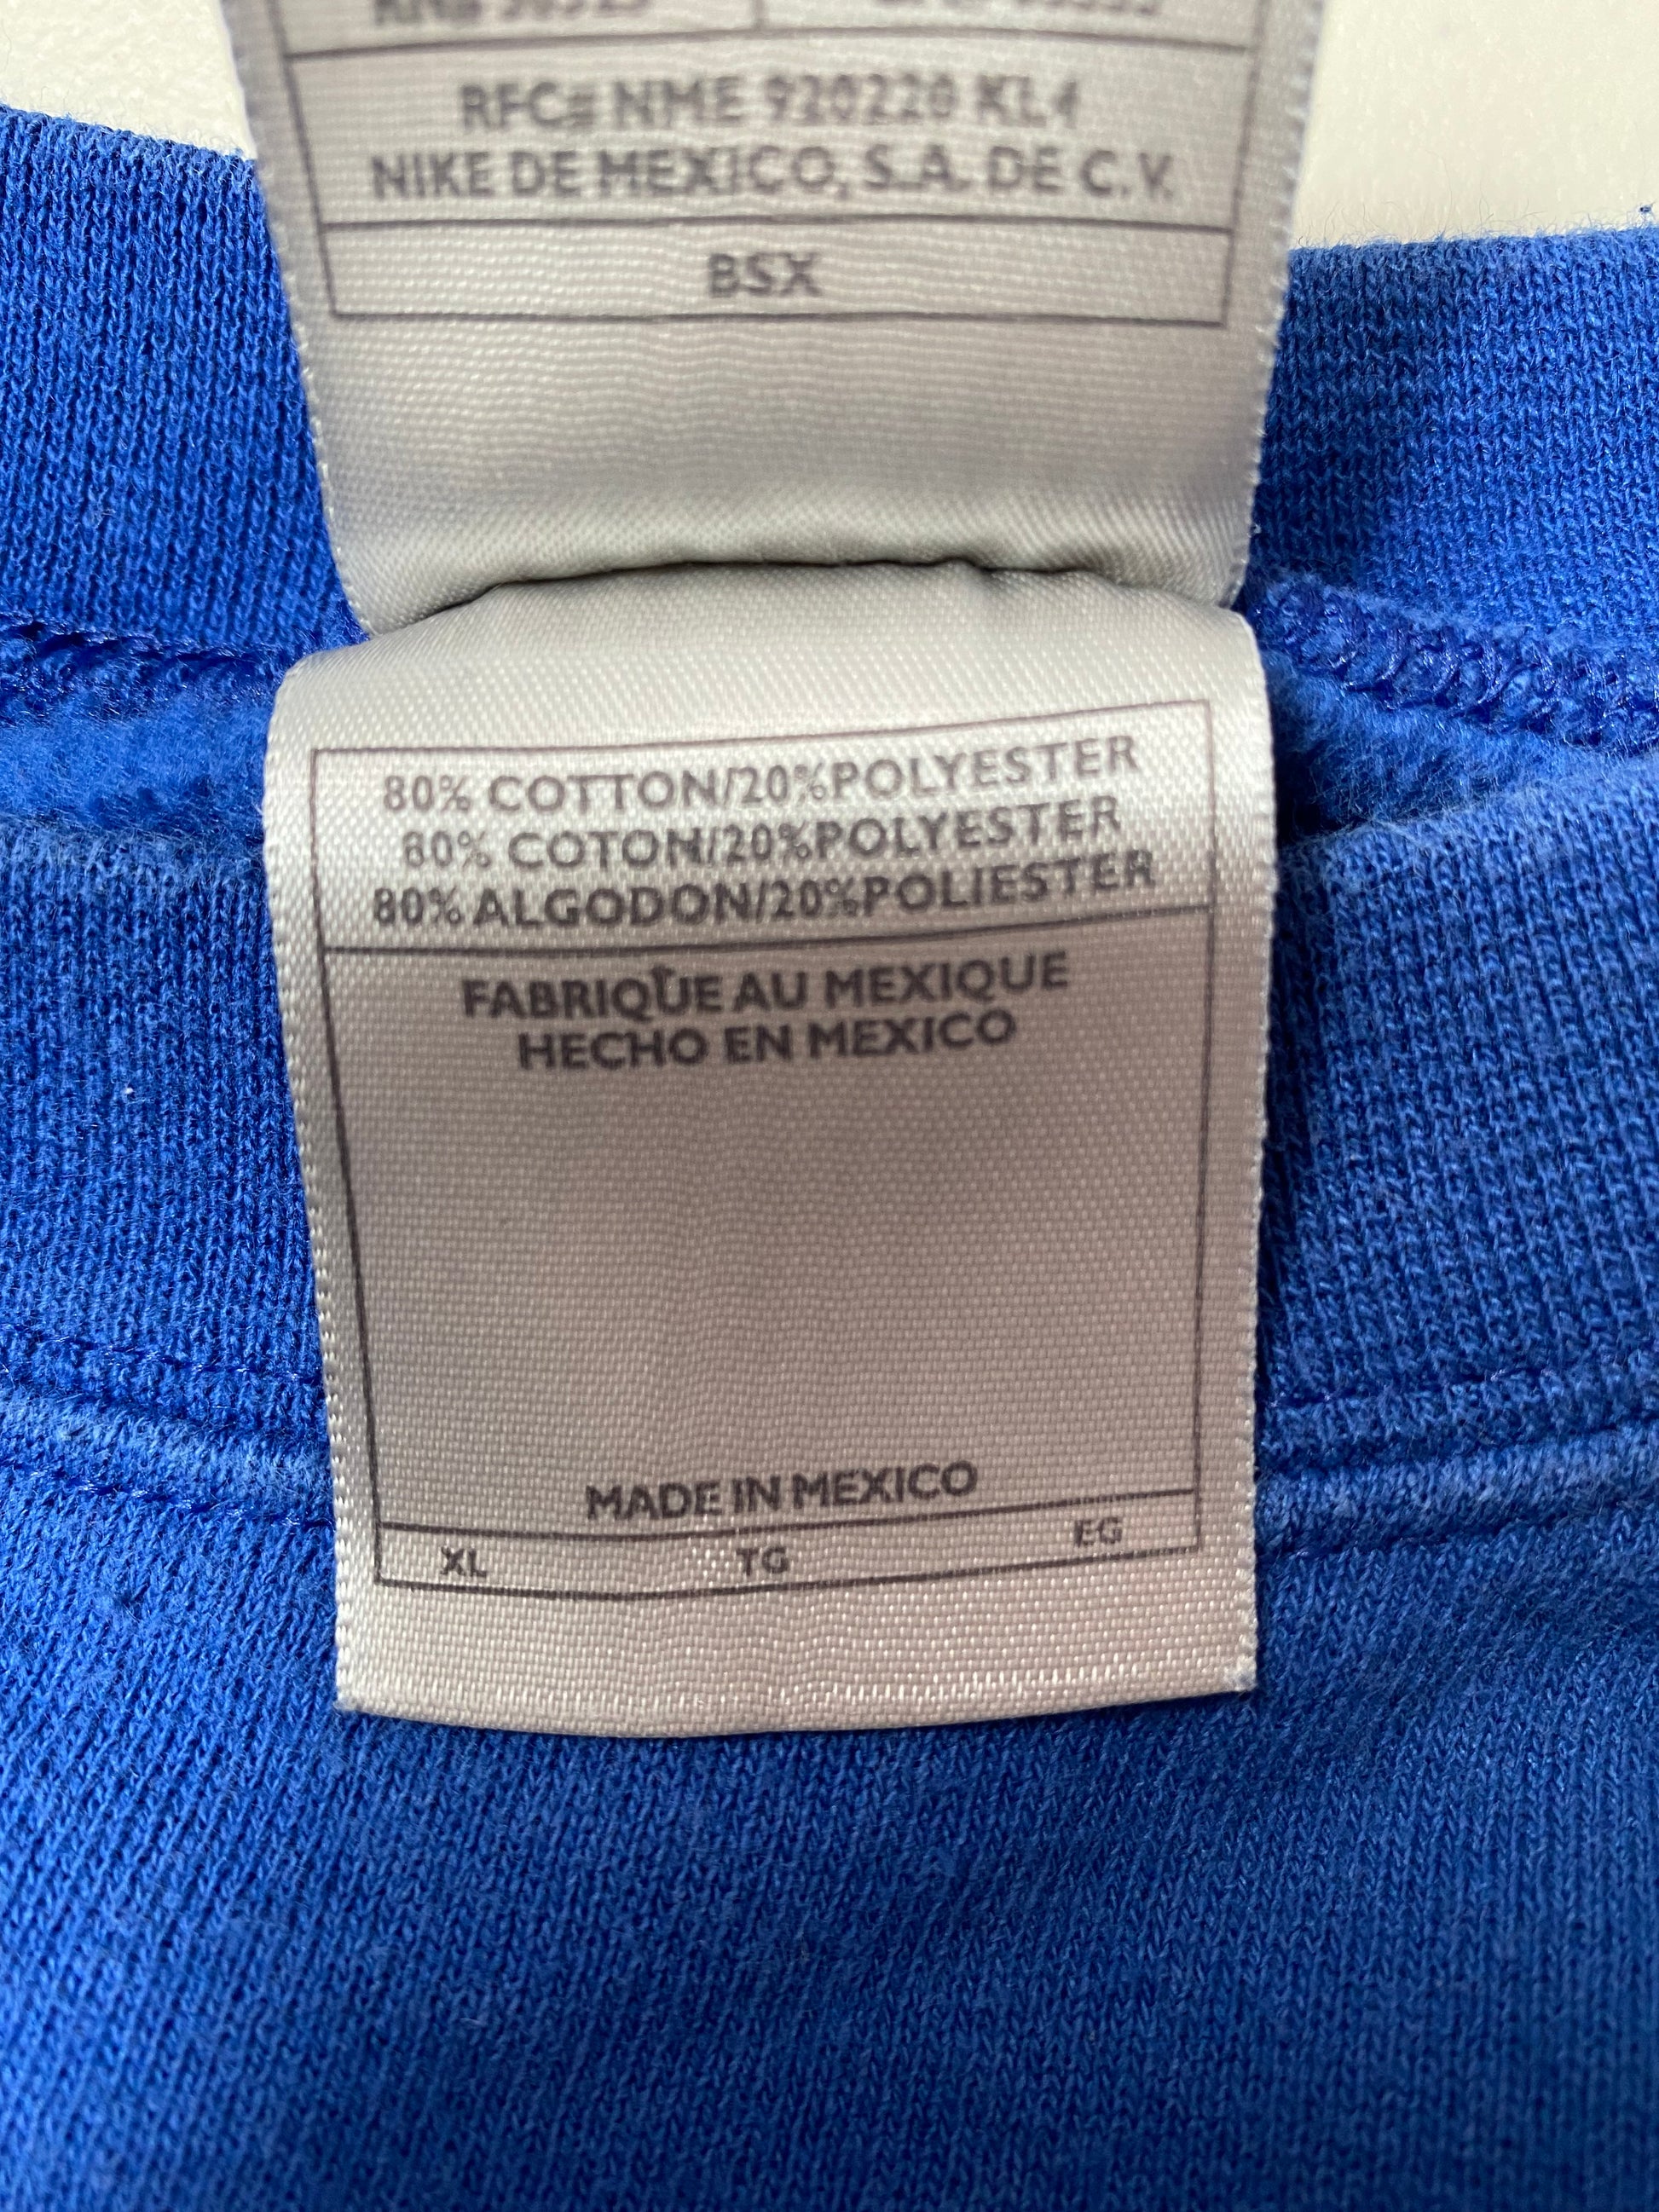 RFC# NME 920220 KL4
NIKE DE MEXICO, S.A. DE C.V.
BSX
80% COTTON/20%POLYESTER
80% COTON/20%POLYESTER
80% ALGODON/20%POLIESTER
FABRIQUÉ AU MEXIQUE
HECHO EN MEXICO
MADE IN MEXICO
XL TG EG